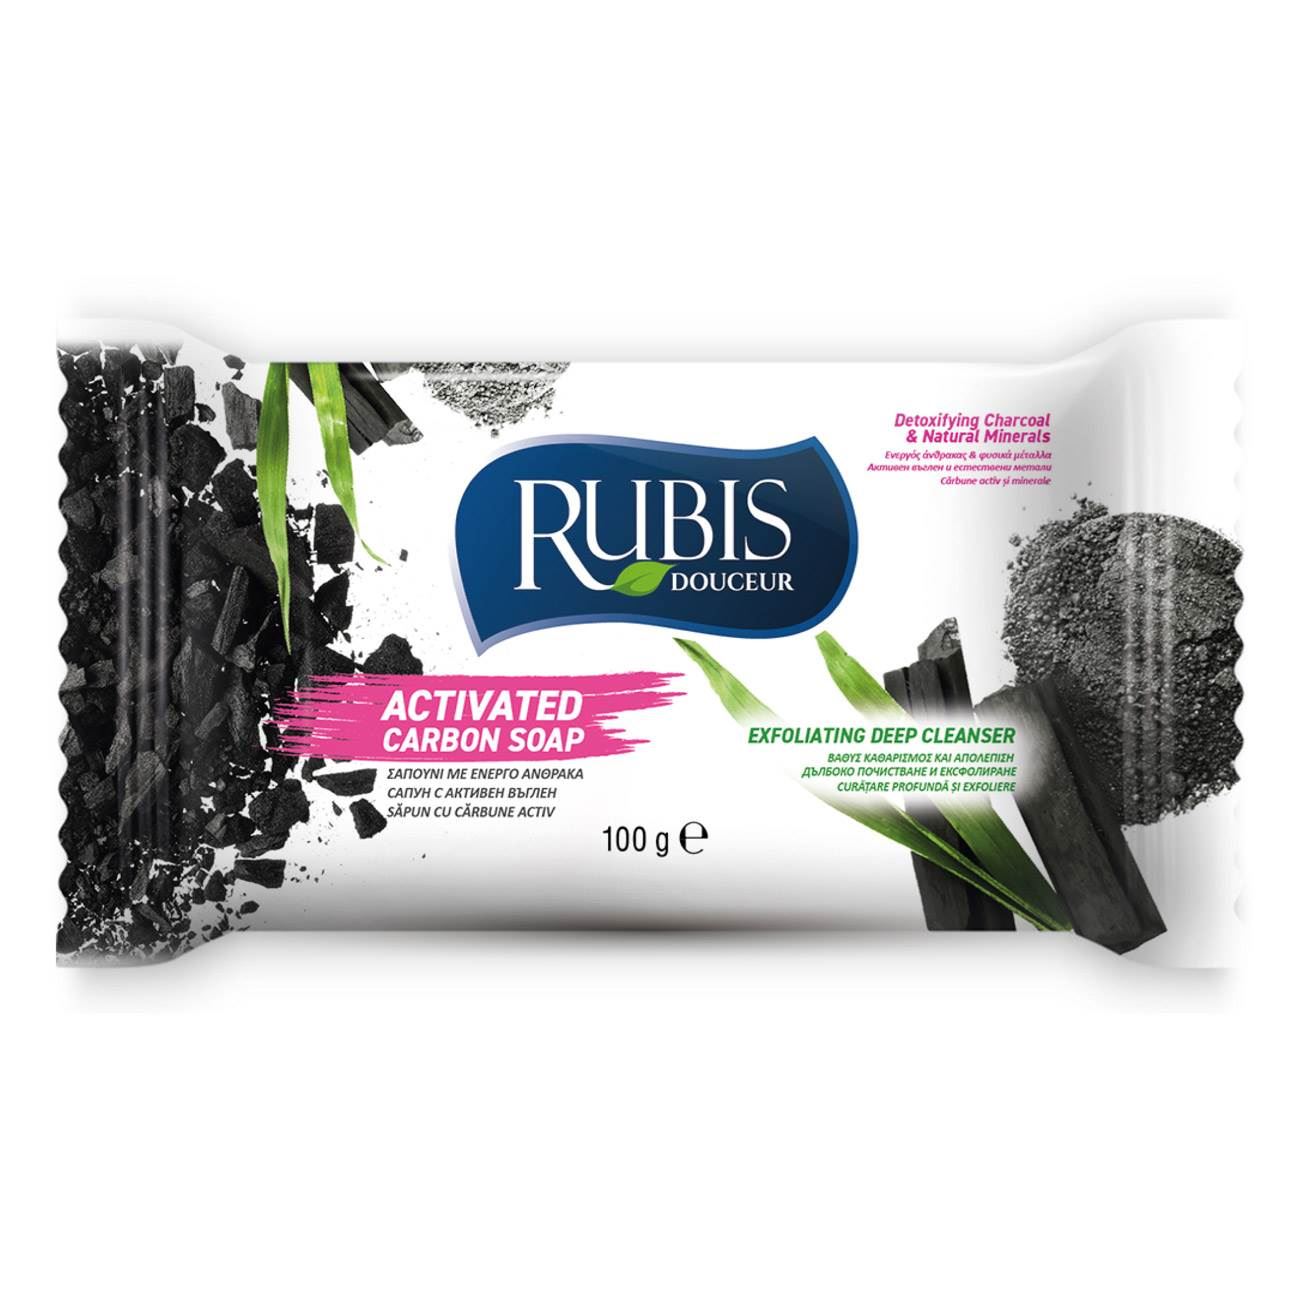 Detoxifying Charcoal
& Natural Minerals
Ενεργός άνθρακας & φυσικά μέταλλα
Активен въглен и естествени метали
Cărbune activ și minerale
RUBIS
DOUCEUR
ACTIVATED
CARBON SOAP
ΣΑΠΟΥΝΙ ΜΕ ΕΝΕΡΓΟ ΑΝΘΡΑΚΑ
САПУН С АКТИВЕН ВЪГЛЕН
SĂPUN CU CĂRBUNE ACTIV
EXFOLIATING DEEP CLEANSER
ΒΑΘΥΣ ΚΑΘΑΡΙΣΜΟΣ ΚΑΙ ΑΠΟΛΕΠΙΣΗ
ДЪЛБОКО ПОЧИСТВАНЕ И ЕКСФОЛИРАНЕ
CURĂȚARE PROFUNDĂ ȘI EXFOLIERE
100 g ℮